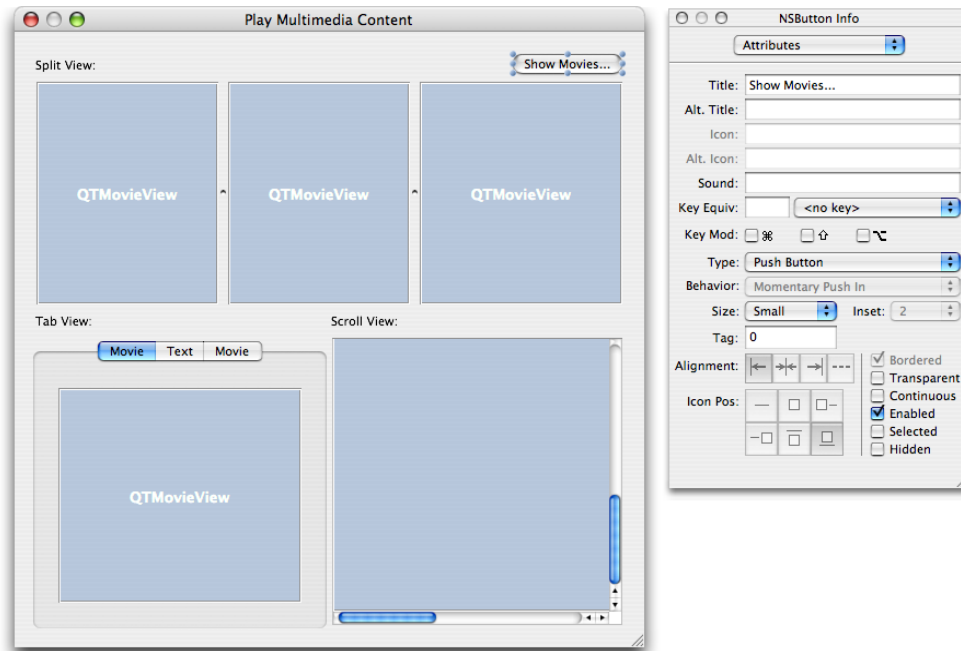 Play Multimedia Content
Split View:
Show Movies...
QTMovieView
QTMovieView
QTMovieView
Tab View:
Scroll View:
Movie Text Movie
QTMovieView
NSButton Info
Attributes
Title: Show Movies...
Alt. Title:
Icon:
Alt. Icon:
Sound:
Key Equiv: <no key>
Key Mod: ⌘ ⇧ ⌥
Type: Push Button
Behavior: Momentary Push In
Size: Small Inset: 2
Tag: 0
Alignment:
Bordered
Transparent
Continuous
Icon Pos:
Enabled
Selected
Hidden